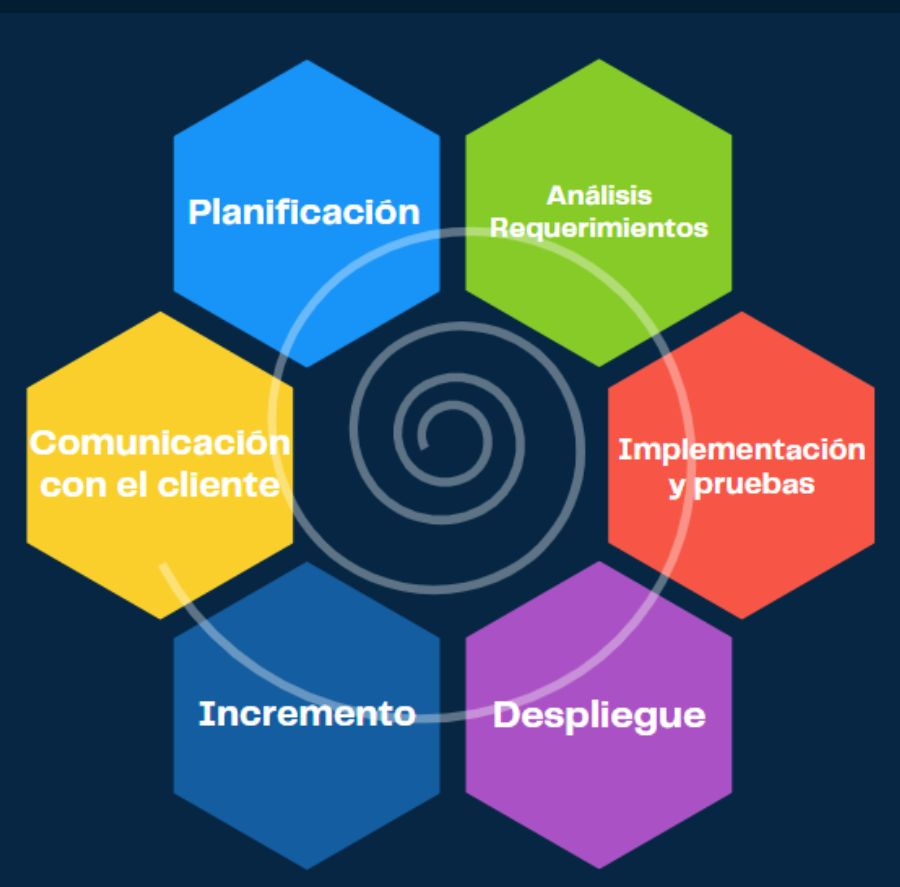 Planificación
Análisis
Requerimientos
Comunicación
con el cliente
Implementación
y pruebas
Incremento
Despliegue